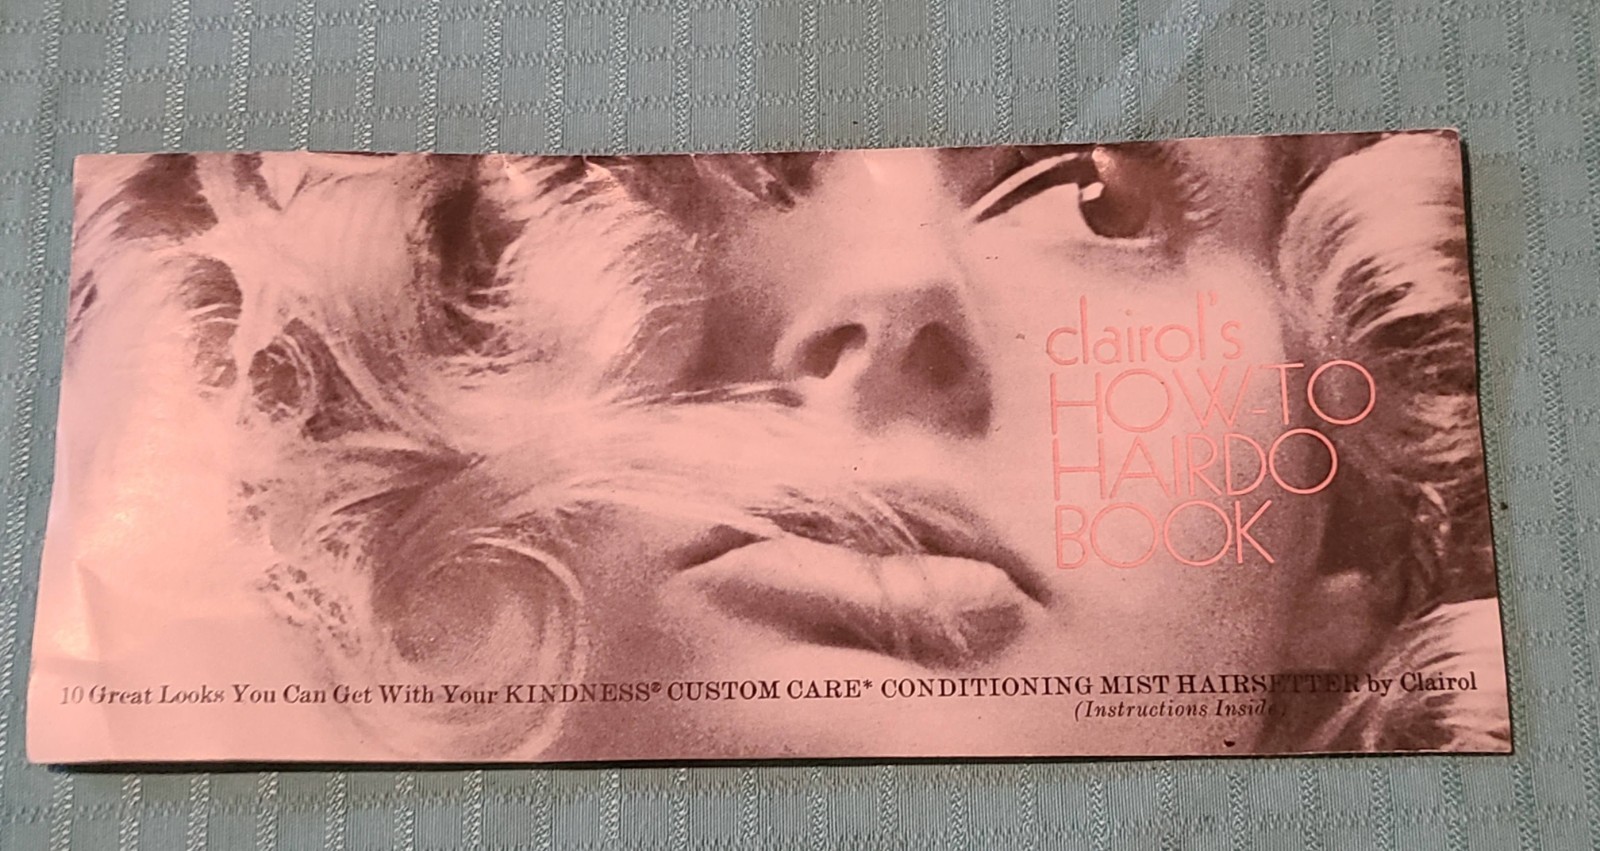 clairol's
HOW-TO
HAIRDO
BOOK
10 Great Looks You Can Get With Your KINDNESS® CUSTOM CARE* CONDITIONING MIST HAIRSETTER by Clairol
(Instructions Inside)